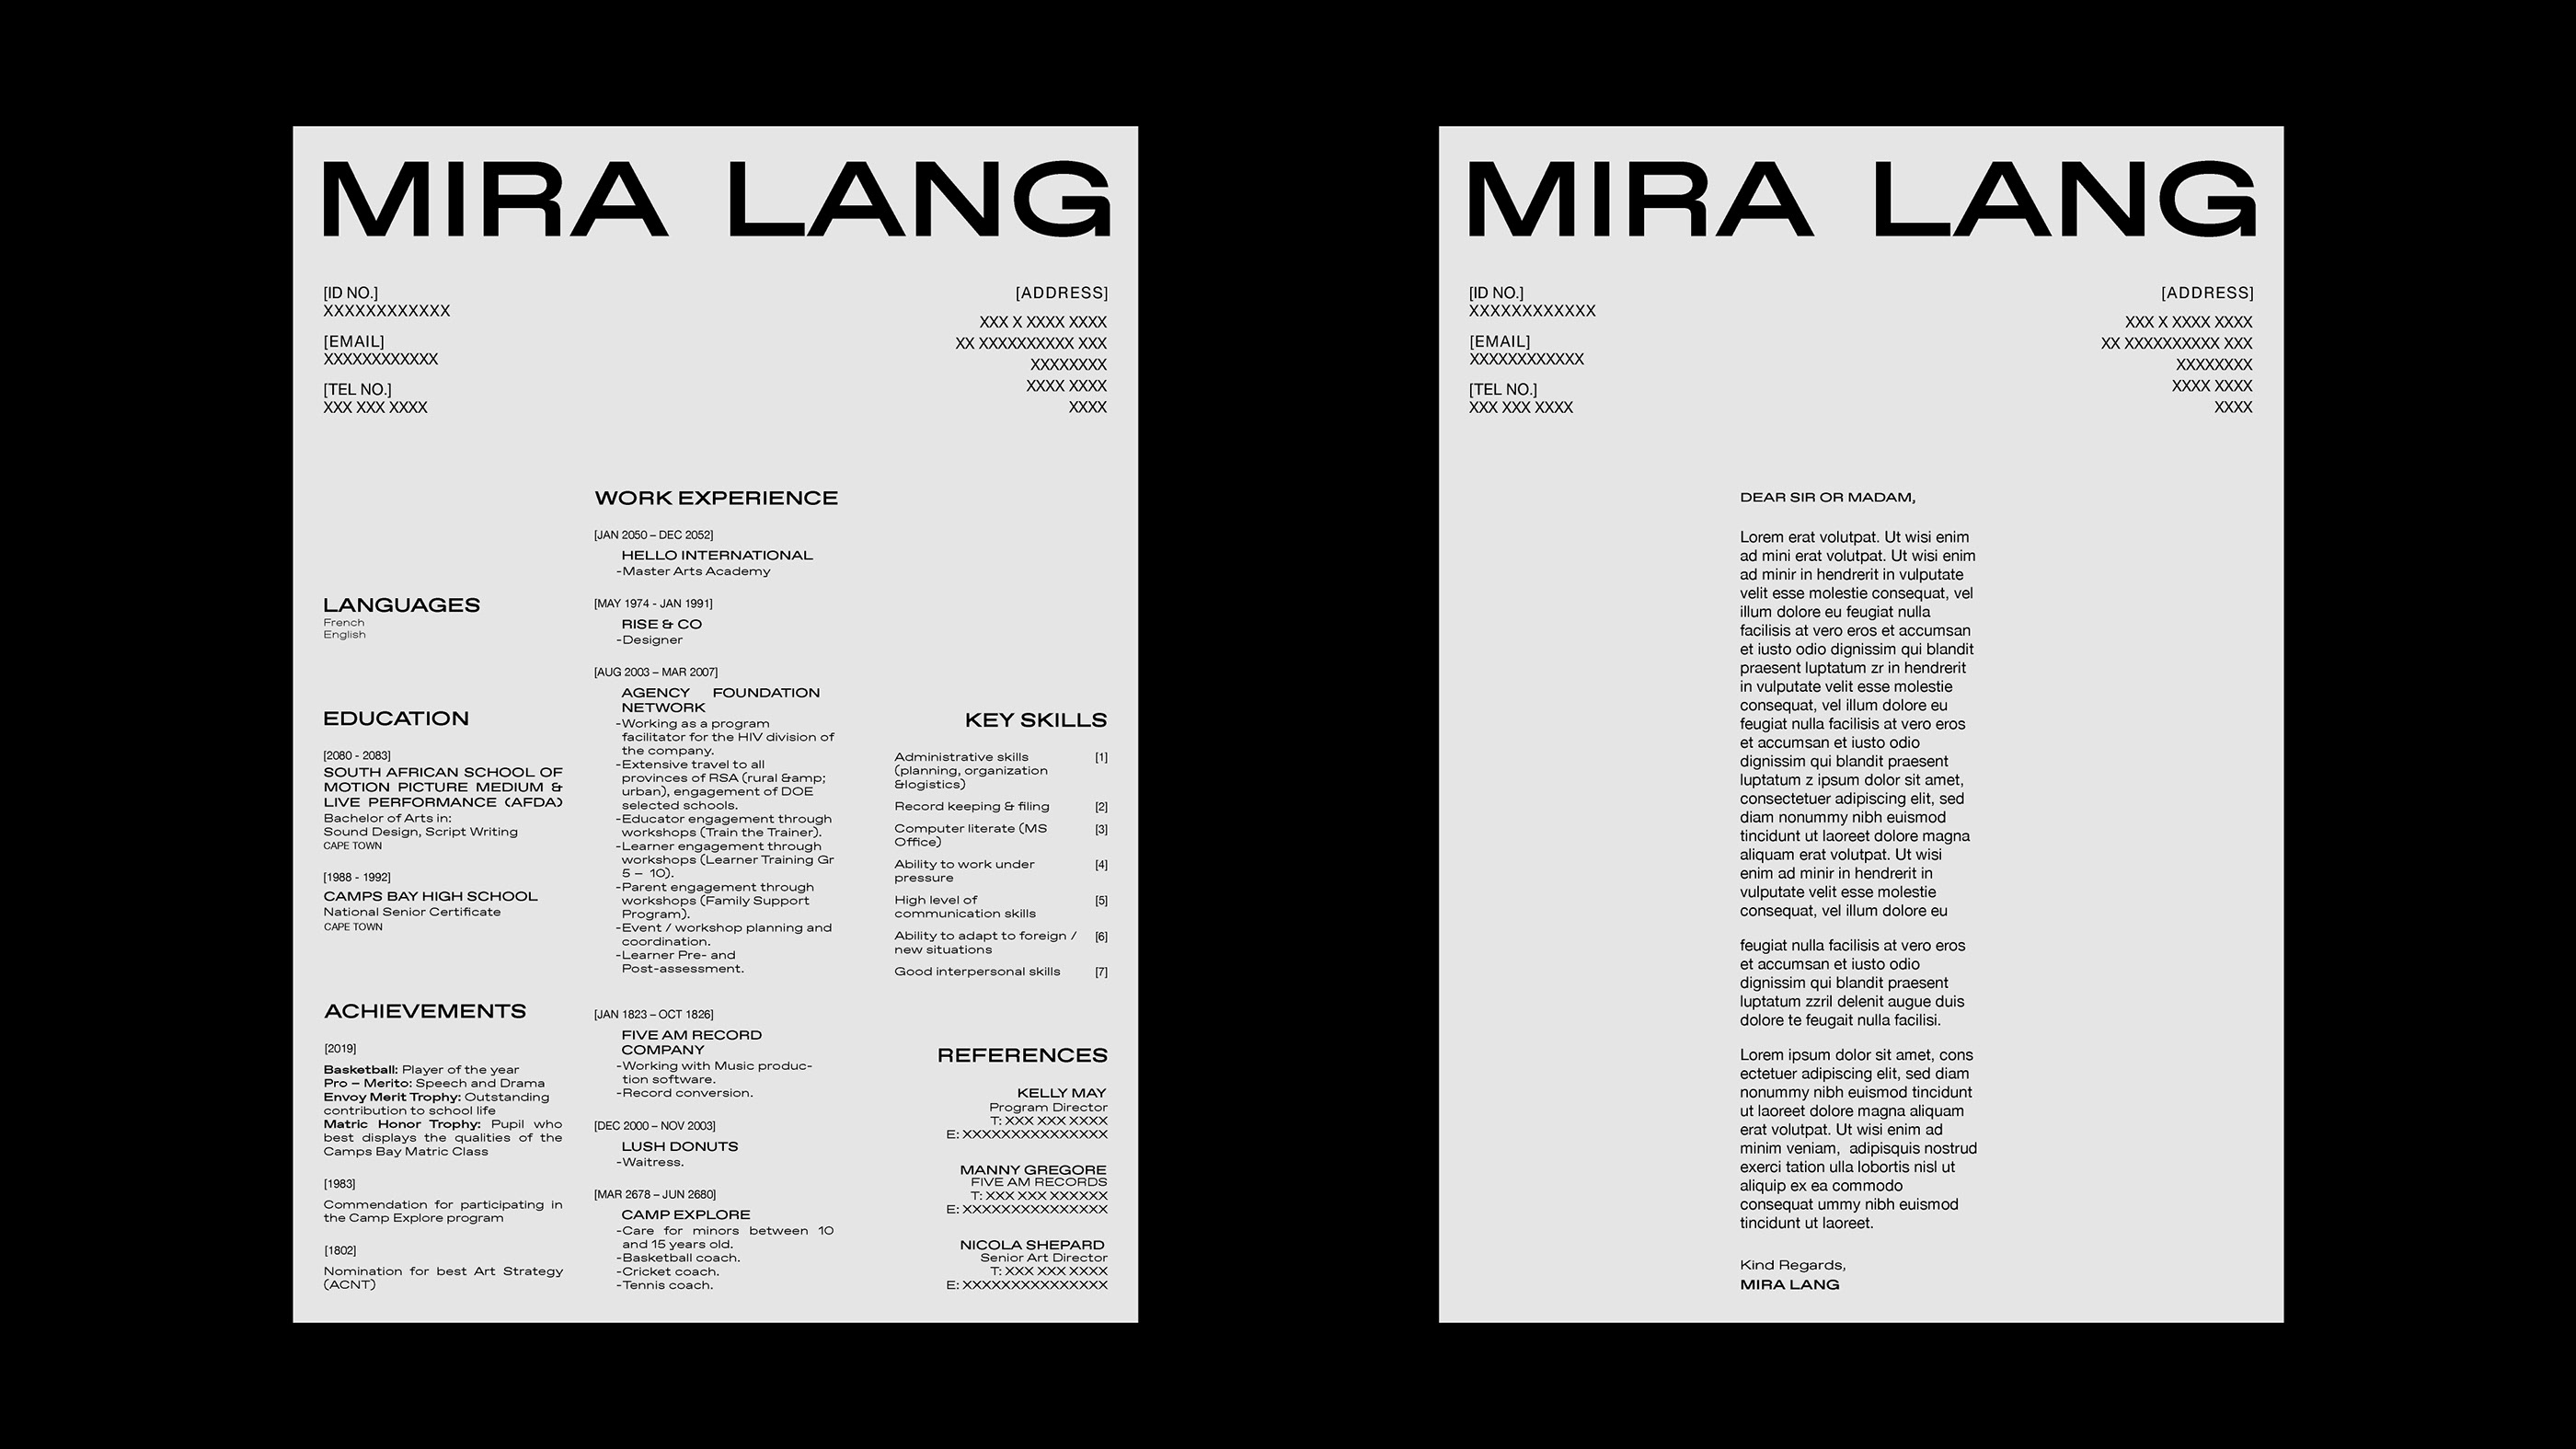 MIRA LANG
[ID NO.]
XXXXXXXXXXXX
[EMAIL]
XXXXXXXXXXXX
[TEL NO.]
XXX XXX XXXX
[ADDRESS]
XXX X XXXX XXXX
XX XXXXXXXXXX XXX
XXXXXXXX
XXXX XXXX
XXXX
LANGUAGES
French
English
EDUCATION
[2080 - 2083]
SOUTH AFRICAN SCHOOL OF
MOTION PICTURE MEDIUM &
LIVE PERFORMANCE (AFDA)
Bachelor of Arts in:
Sound Design, Script Writing
CAPE TOWN
[1988 - 1992]
CAMPS BAY HIGH SCHOOL
National Senior Certificate
CAPE TOWN
ACHIEVEMENTS
[2019]
Basketball: Player of the year
Pro – Merito: Speech and Drama
Envoy Merit Trophy: Outstanding
contribution to school life
Matric Honor Trophy: Pupil who
best displays the qualities of the
Camps Bay Matric Class
[1983]
Commendation for participating in
the Camp Explore program
[1802]
Nomination for best Art Strategy
(ACNT)
WORK EXPERIENCE
[JAN 2050 – DEC 2052]
HELLO INTERNATIONAL
-Master Arts Academy
[MAY 1974 - JAN 1991]
RISE & CO
-Designer
[AUG 2003 – MAR 2007]
AGENCY FOUNDATION
NETWORK
-Working as a program
facilitator for the HIV division of
the company.
-Extensive travel to all
provinces of RSA (rural &amp;
urban), engagement of DOE
selected schools.
-Educator engagement through
workshops (Train the Trainer).
-Learner engagement through
workshops (Learner Training Gr
5 – 10).
-Parent engagement through
workshops (Family Support
Program).
-Event / workshop planning and
coordination.
-Learner Pre- and
Post-assessment.
[JAN 1823 – OCT 1826]
FIVE AM RECORD
COMPANY
-Working with Music produc-
tion software.
-Record conversion.
[DEC 2000 – NOV 2003]
LUSH DONUTS
-Waitress.
[MAR 2678 – JUN 2680]
CAMP EXPLORE
-Care for minors between 10
and 15 years old.
-Basketball coach.
-Cricket coach.
-Tennis coach.
KEY SKILLS
Administrative skills [1]
(planning, organization
&logistics)
Record keeping & filing [2]
Computer literate (MS [3]
Office)
Ability to work under [4]
pressure
High level of [5]
communication skills
Ability to adapt to foreign / [6]
new situations
Good interpersonal skills [7]
REFERENCES
KELLY MAY
Program Director
T: XXX XXX XXXX
E: XXXXXXXXXXXXXXX
MANNY GREGORE
FIVE AM RECORDS
T: XXX XXX XXXXXX
E: XXXXXXXXXXXXXXX
NICOLA SHEPARD
Senior Art Director
T: XXX XXX XXXX
E: XXXXXXXXXXXXXXX
MIRA LANG
[ID NO.]
XXXXXXXXXXXX
[EMAIL]
XXXXXXXXXXXX
[TEL NO.]
XXX XXX XXXX
[ADDRESS]
XXX X XXXX XXXX
XX XXXXXXXXXX XXX
XXXXXXXX
XXXX XXXX
XXXX
DEAR SIR OR MADAM,
Lorem erat volutpat. Ut wisi enim
ad mini erat volutpat. Ut wisi enim
ad minir in hendrerit in vulputate
velit esse molestie consequat, vel
illum dolore eu feugiat nulla
facilisis at vero eros et accumsan
et iusto odio dignissim qui blandit
praesent luptatum zr in hendrerit
in vulputate velit esse molestie
consequat, vel illum dolore eu
feugiat nulla facilisis at vero eros
et accumsan et iusto odio
dignissim qui blandit praesent
luptatum z ipsum dolor sit amet,
consectetuer adipiscing elit, sed
diam nonummy nibh euismod
tincidunt ut laoreet dolore magna
aliquam erat volutpat. Ut wisi
enim ad minir in hendrerit in
vulputate velit esse molestie
consequat, vel illum dolore eu
feugiat nulla facilisis at vero eros
et accumsan et iusto odio
dignissim qui blandit praesent
luptatum zzril delenit augue duis
dolore te feugait nulla facilisi.
Lorem ipsum dolor sit amet, cons
ectetuer adipiscing elit, sed diam
nonummy nibh euismod tincidunt
ut laoreet dolore magna aliquam
erat volutpat. Ut wisi enim ad
minim veniam, adipisquis nostrud
exerci tation ulla lobortis nisl ut
aliquip ex ea commodo
consequat ummy nibh euismod
tincidunt ut laoreet.
Kind Regards,
MIRA LANG